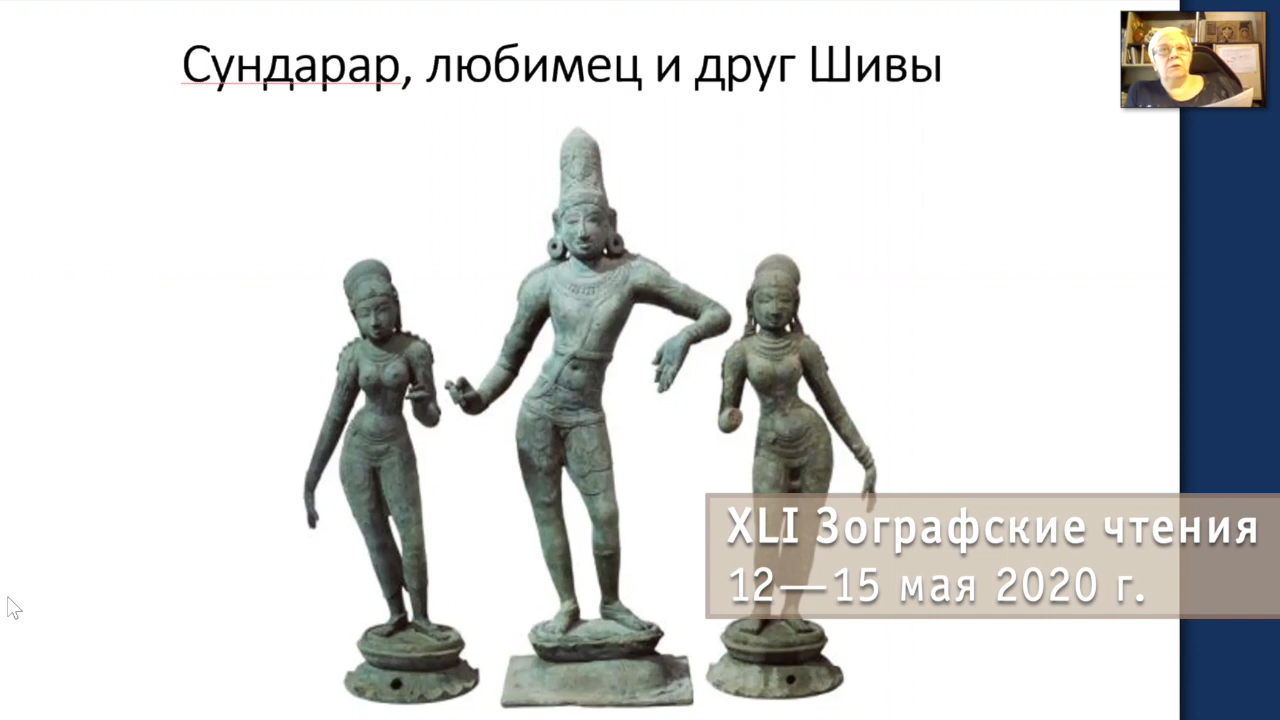 Сундарар, любимец и друг Шивы
XLI Зографские чтения
12—15 мая 2020 г.